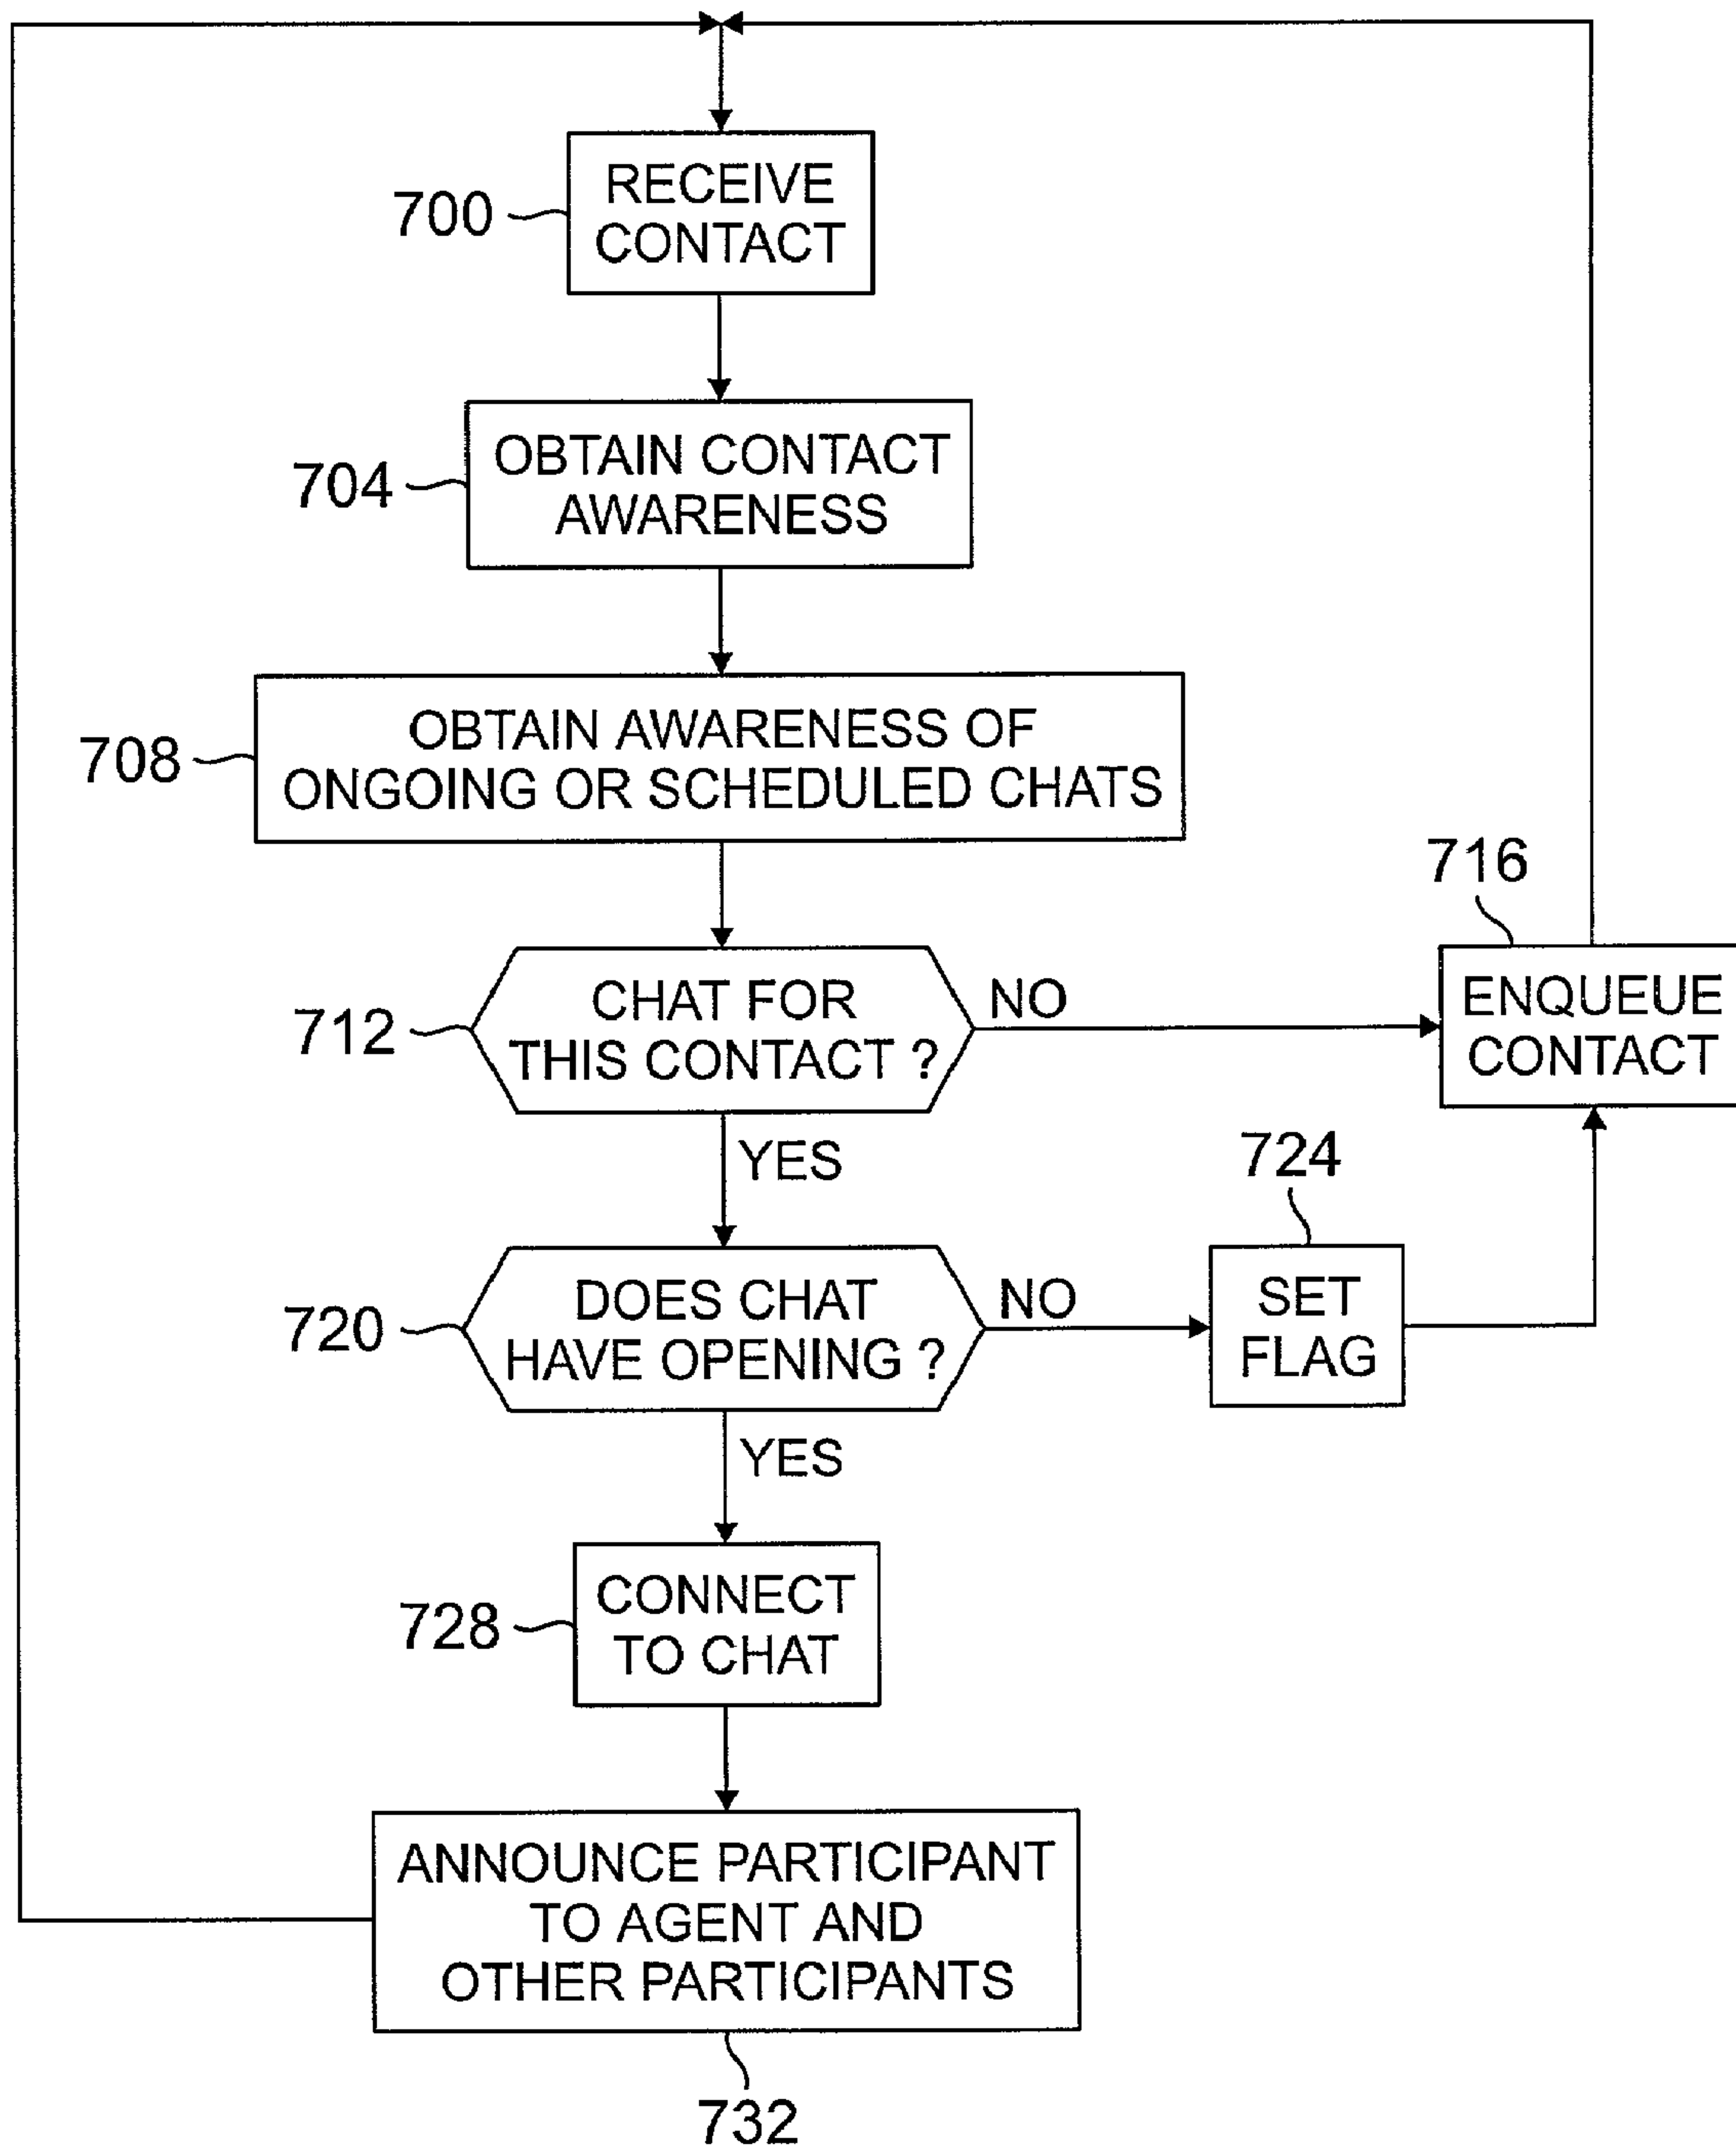 700
RECEIVE
CONTACT
704
OBTAIN CONTACT
AWARENESS
708
OBTAIN AWARENESS OF
ONGOING OR SCHEDULED CHATS
712
CHAT FOR
THIS CONTACT ?
NO
716
ENQUEUE
CONTACT
YES
720
DOES CHAT
HAVE OPENING ?
NO
724
SET
FLAG
YES
728
CONNECT
TO CHAT
ANNOUNCE PARTICIPANT
TO AGENT AND
OTHER PARTICIPANTS
732